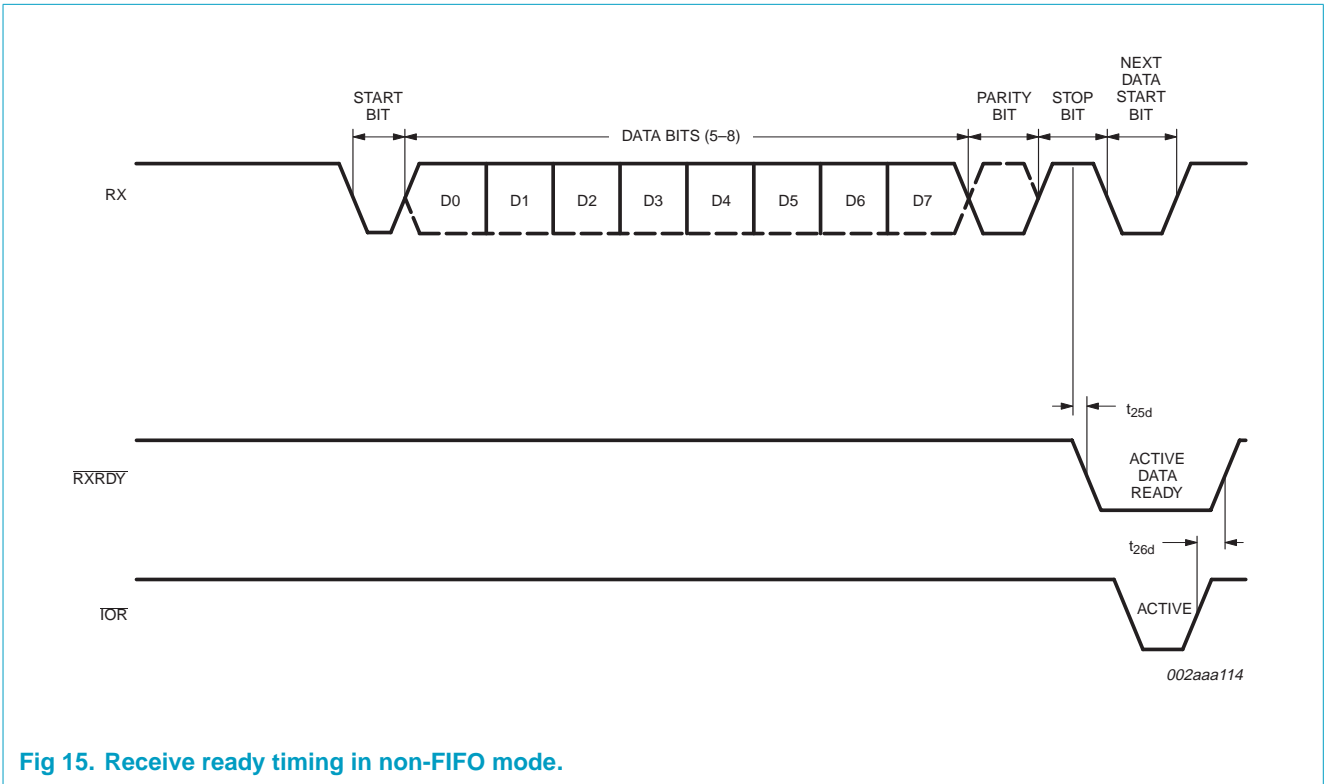 START
BIT
DATA BITS (5–8)
PARITY
BIT
STOP
BIT
NEXT
DATA
START
BIT
RX
D0 D1 D2 D3 D4 D5 D6 D7
t25d
RXRDY
ACTIVE
DATA
READY
t26d
IOR
ACTIVE
002aaa114
Fig 15. Receive ready timing in non-FIFO mode.